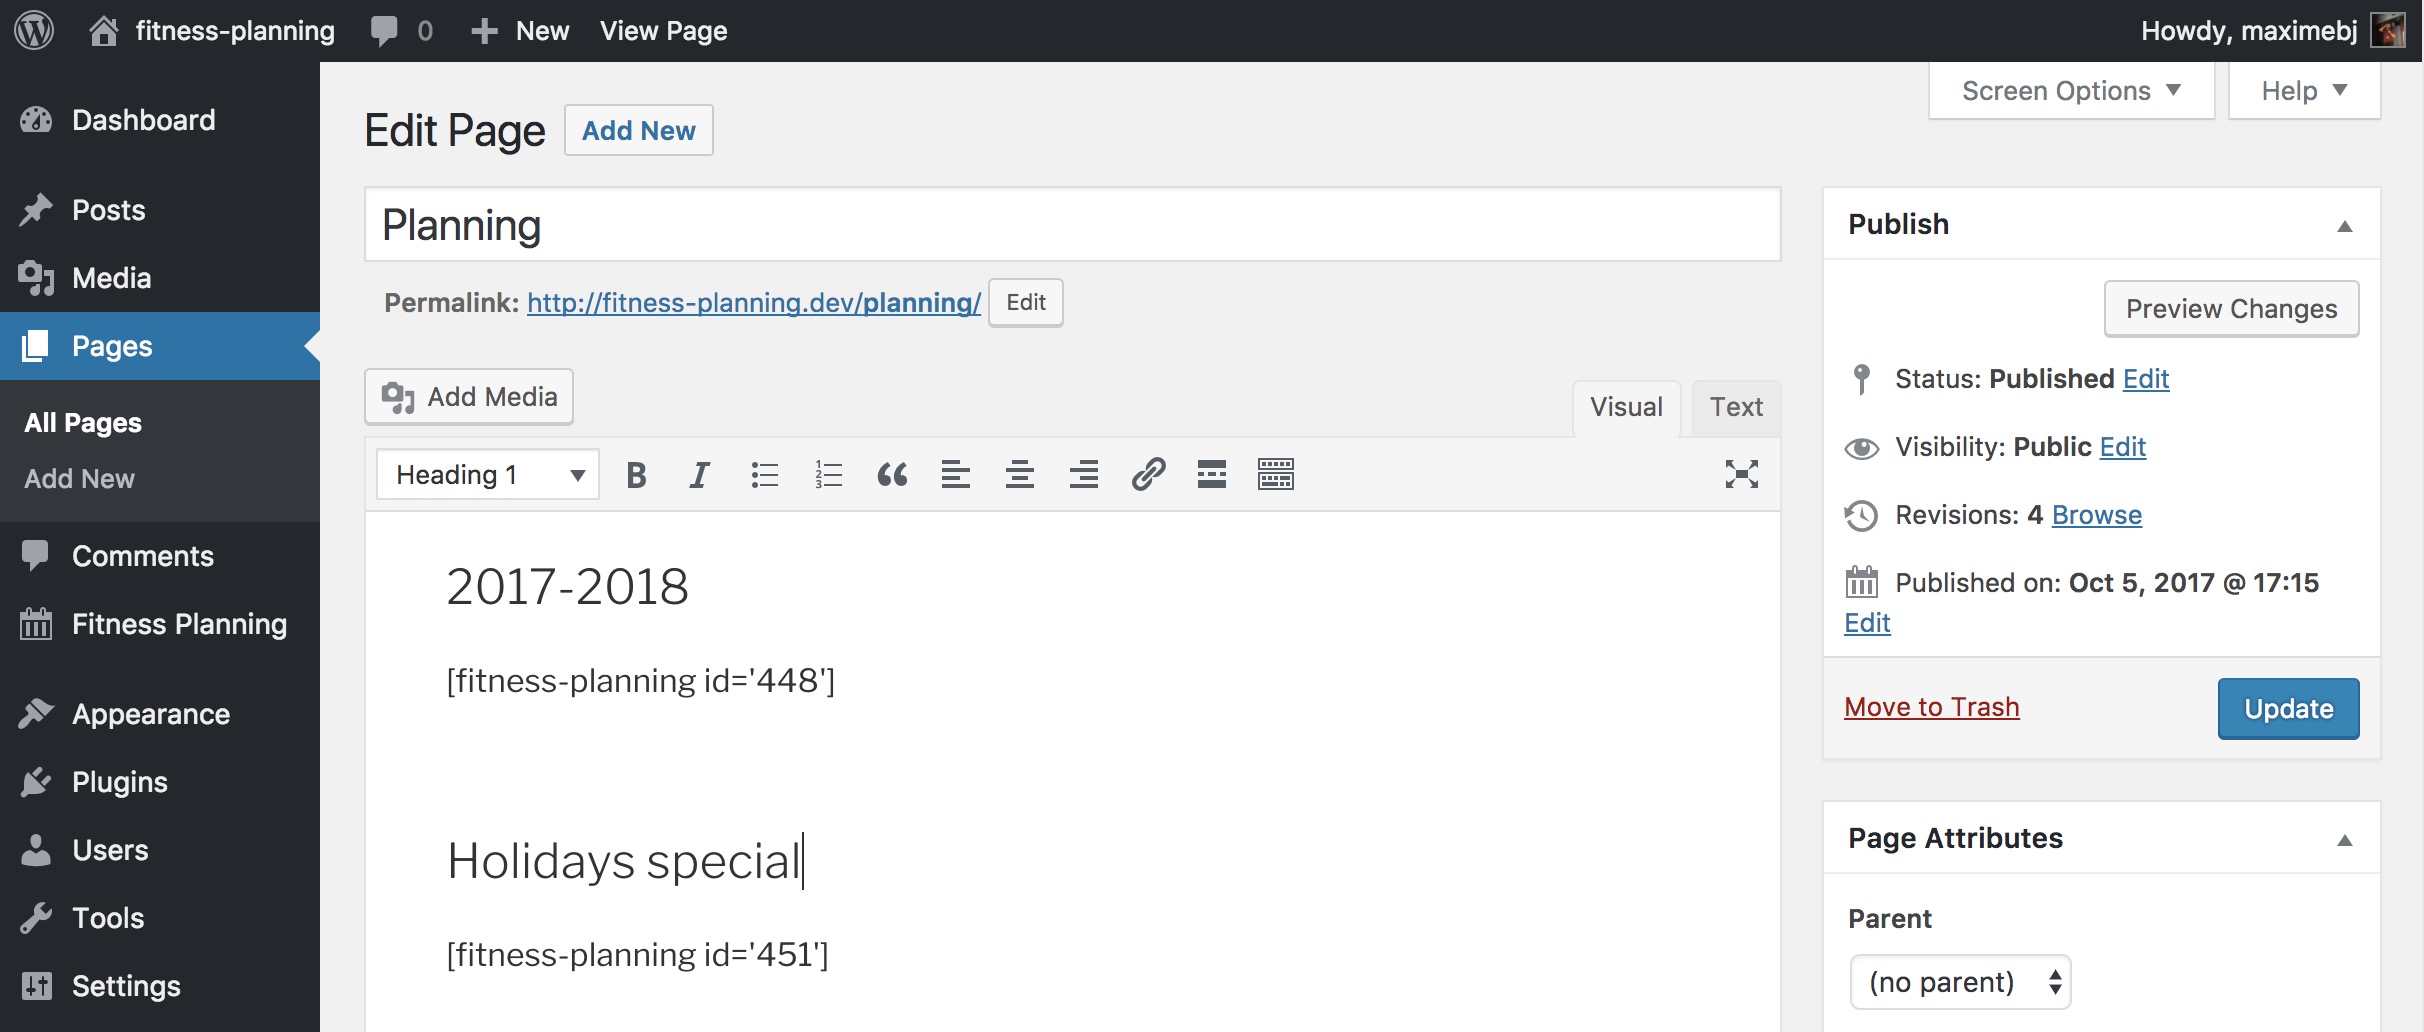 fitness-planning 0 New View Page Howdy, maximebj
Screen Options Help
Dashboard
Posts
Media
Pages
All Pages
Add New
Comments
Fitness Planning
Appearance
Plugins
Users
Tools
Settings
Edit Page Add New
Planning
Permalink: http://fitness-planning.dev/planning/ Edit
Add Media
Visual Text
Heading 1
2017-2018
[fitness-planning id='448']
Holidays special
[fitness-planning id='451']
Publish
Preview Changes
Status: Published Edit
Visibility: Public Edit
Revisions: 4 Browse
Published on: Oct 5, 2017 @ 17:15
Edit
Move to Trash Update
Page Attributes
Parent
(no parent)